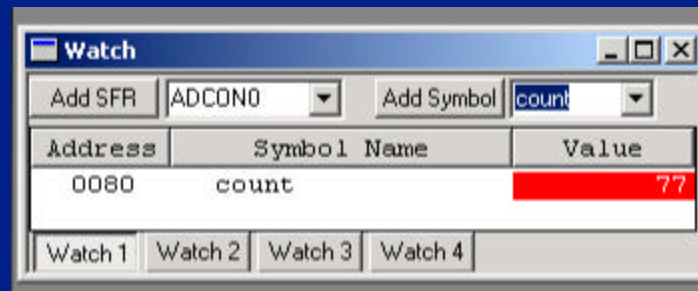 Watch
Add SFR ADCON0 Add Symbol count
Address Symbol Name Value
0080 count 77
Watch 1 Watch 2 Watch 3 Watch 4